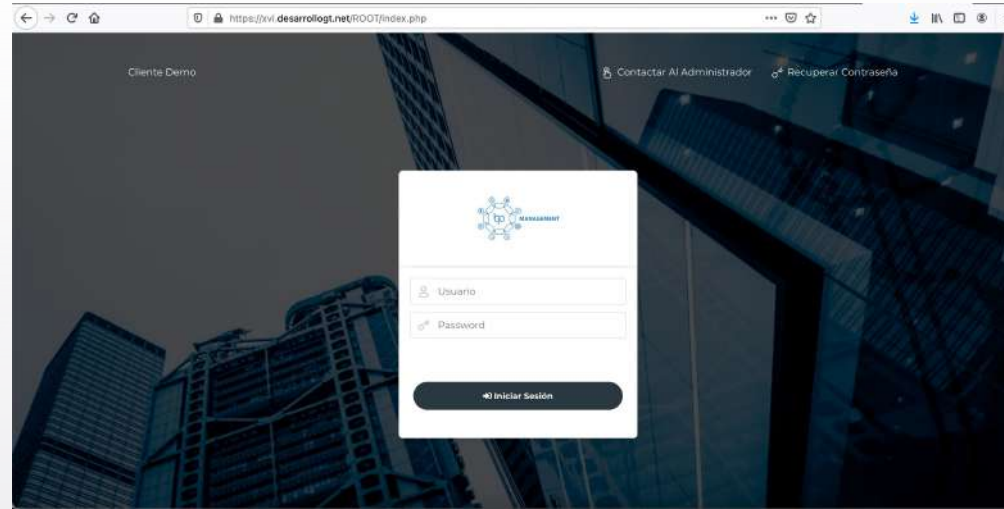 https://xvi.desarrollogt.net/ROOT/index.php
Cliente Demo
Contactar Al Administrador
Recuperar Contraseña
bp MANAGEMENT
Usuario
Password
Iniciar Sesión